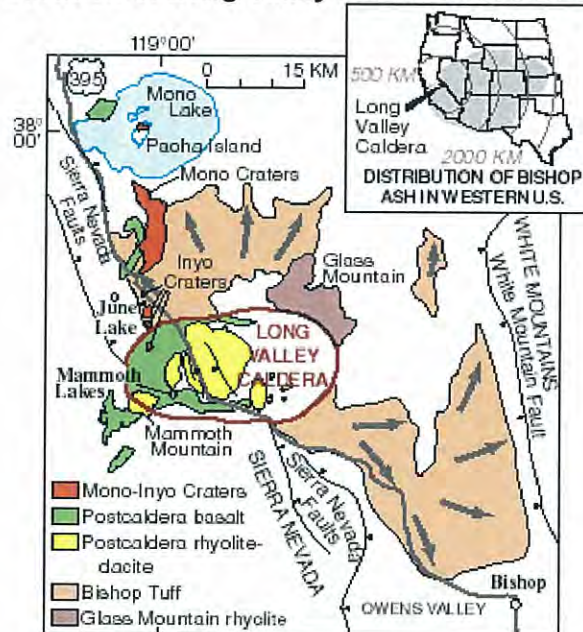 119°00'
0 15 KM
395
Mono
Lake
38°
00'
Paoha Island
Mono Craters
Sierra Nevada
Faults
Inyo
Craters
Glass
Mountain
June
Lake
LONG
VALLEY
CALDERA
Mammoth
Lakes
Mammoth
Mountain
WHITE MOUNTAINS
White Mountain Fault
Sierra Nevada
Faults
SIERRA NEVADA
Bishop
OWENS VALLEY
Mono-Inyo Craters
Postcaldera basalt
Postcaldera rhyolite-
dacite
Bishop Tuff
Glass Mountain rhyolite
500 KM
Long
Valley
Caldera
2000 KM
DISTRIBUTION OF BISHOP
ASH IN WESTERN U.S.